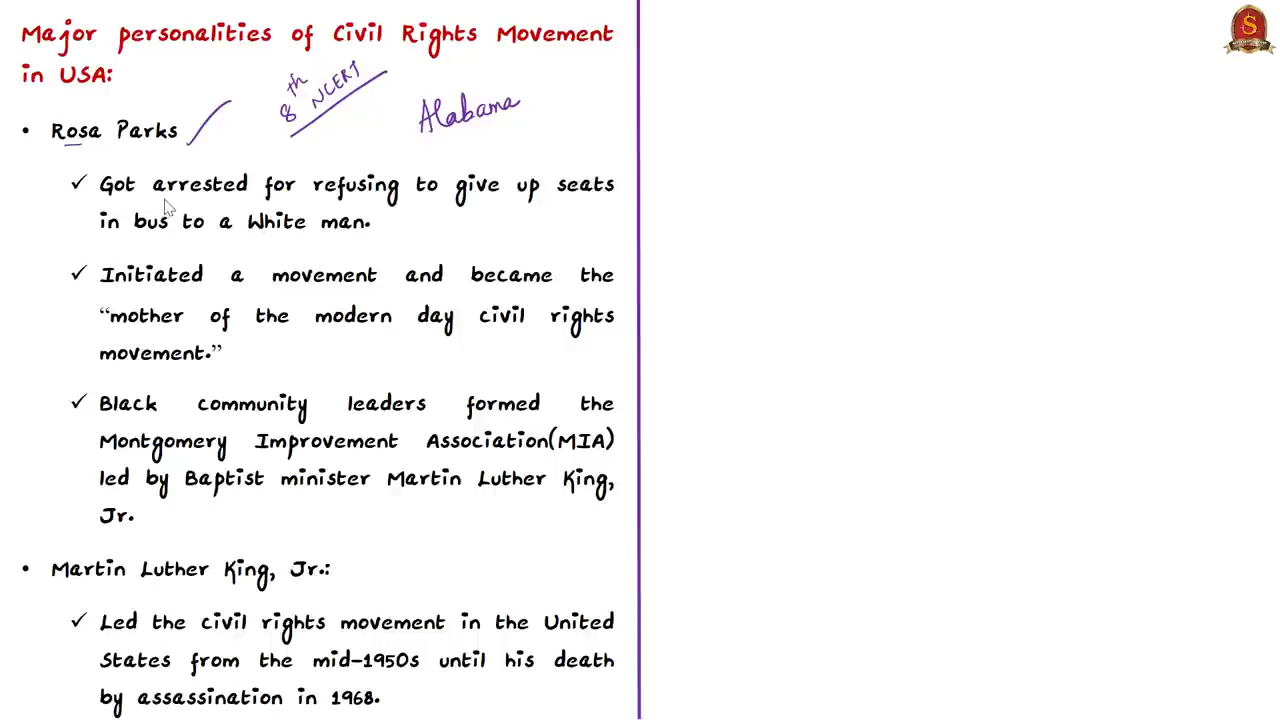 Major personalities of Civil Rights Movement
in USA:
8th NCERT
Alabama
• Rosa Parks
✓ Got arrested for refusing to give up seats
in bus to a White man.
✓ Initiated a movement and became the
“mother of the modern day civil rights
movement.”
✓ Black community leaders formed the
Montgomery Improvement Association(MIA)
led by Baptist minister Martin Luther King,
Jr.
• Martin Luther King, Jr.:
✓ Led the civil rights movement in the United
States from the mid-1950s until his death
by assassination in 1968.
S